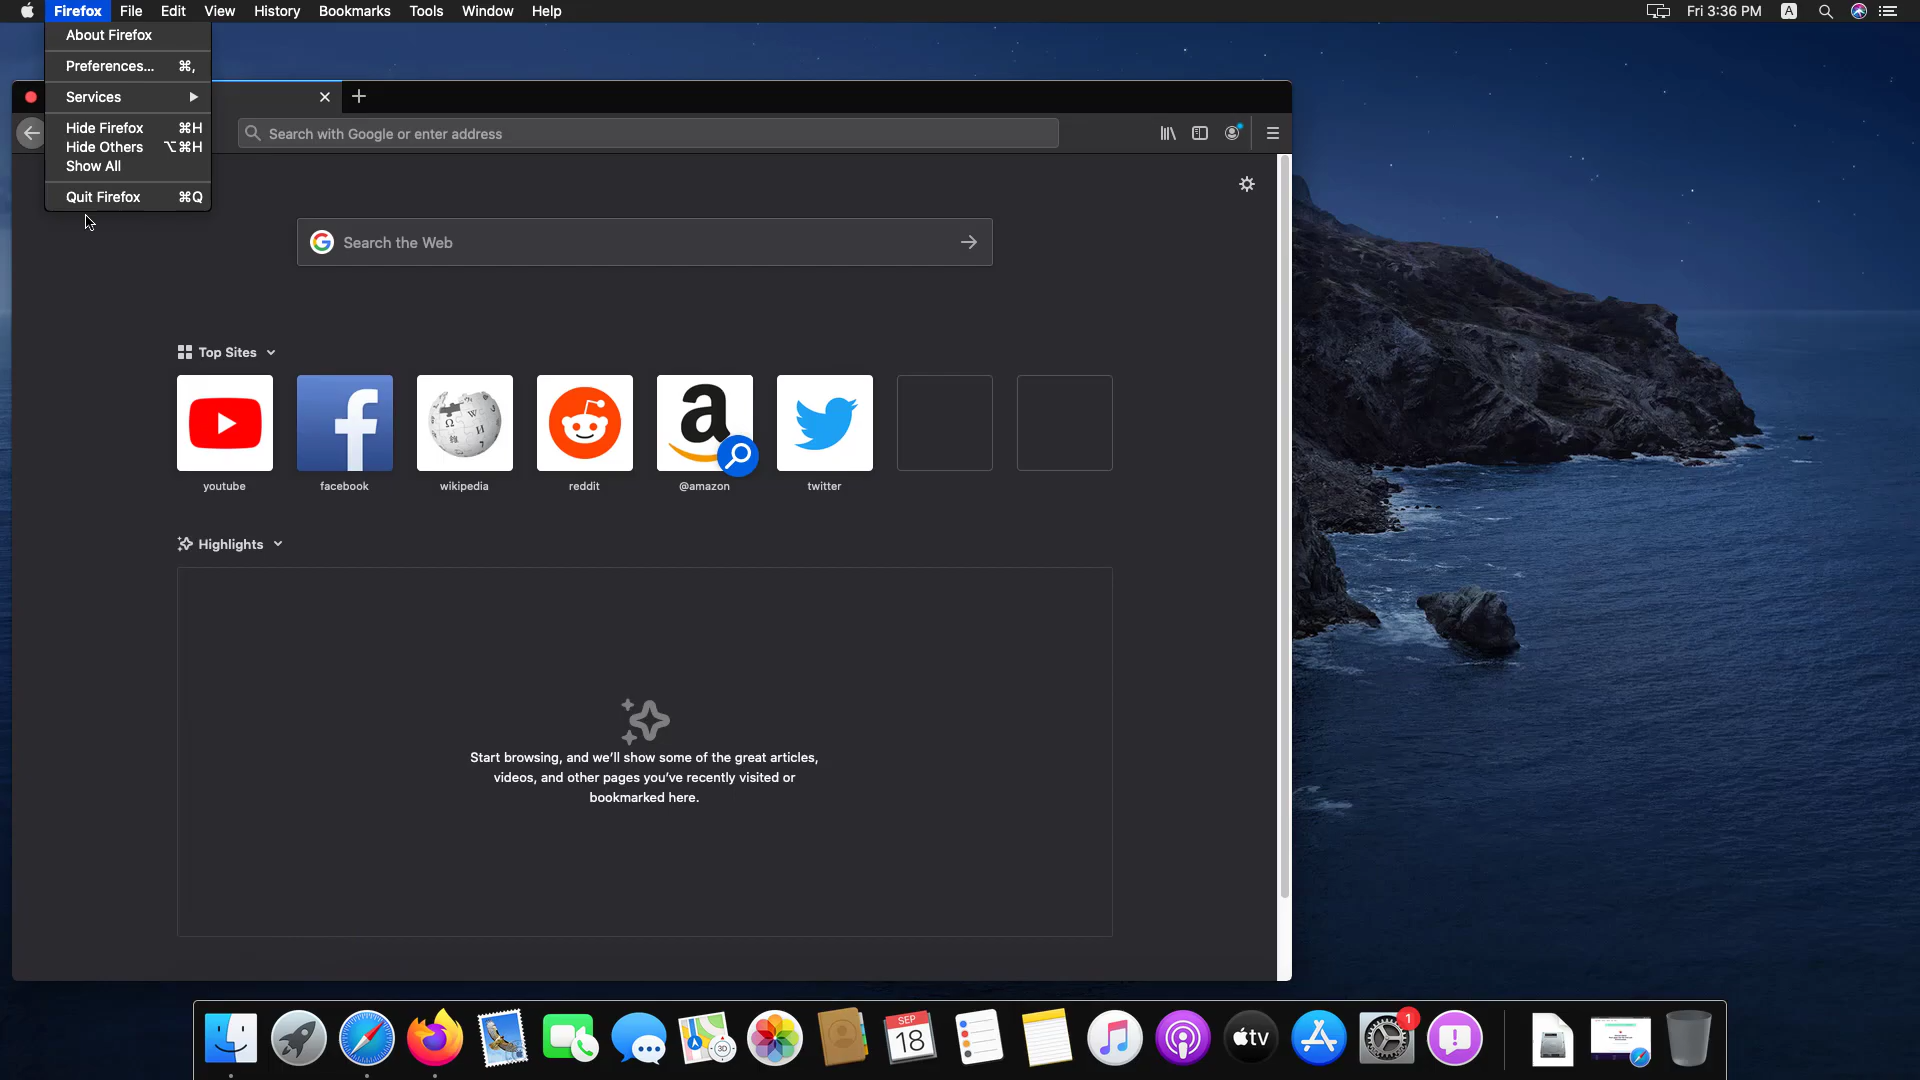 Firefox File Edit View History Bookmarks Tools Window Help
Fri 3:36 PM A
About Firefox
Preferences... ⌘,
Services ▶
Hide Firefox ⌘H
Hide Others ⌥⌘H
Show All
Quit Firefox ⌘Q
Search with Google or enter address
Search the Web
Top Sites
youtube facebook wikipedia reddit @amazon twitter
Highlights
Start browsing, and we'll show some of the great articles,
videos, and other pages you've recently visited or
bookmarked here.
SEP
18
3D
tv
1